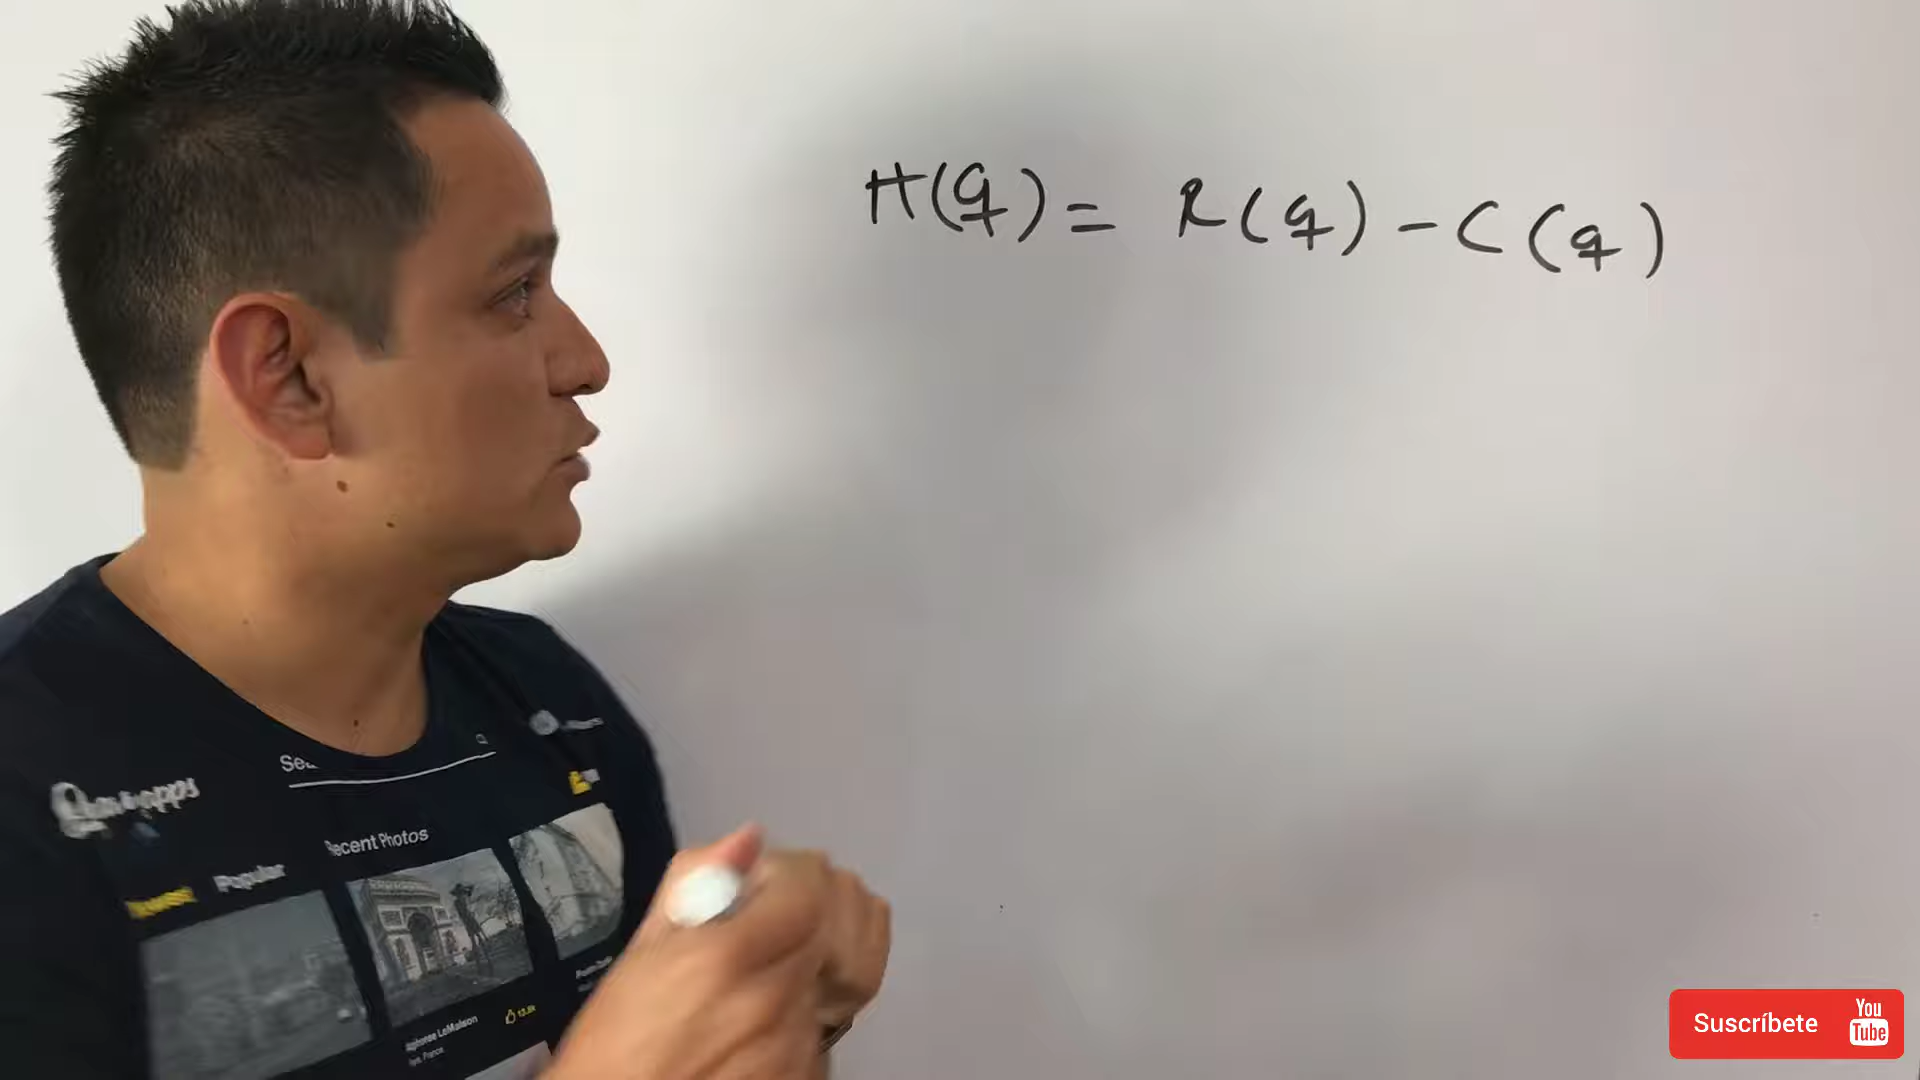 H(q) = R(q) - C(q)
Recent Photos
Popular
Suscríbete
You
Tube